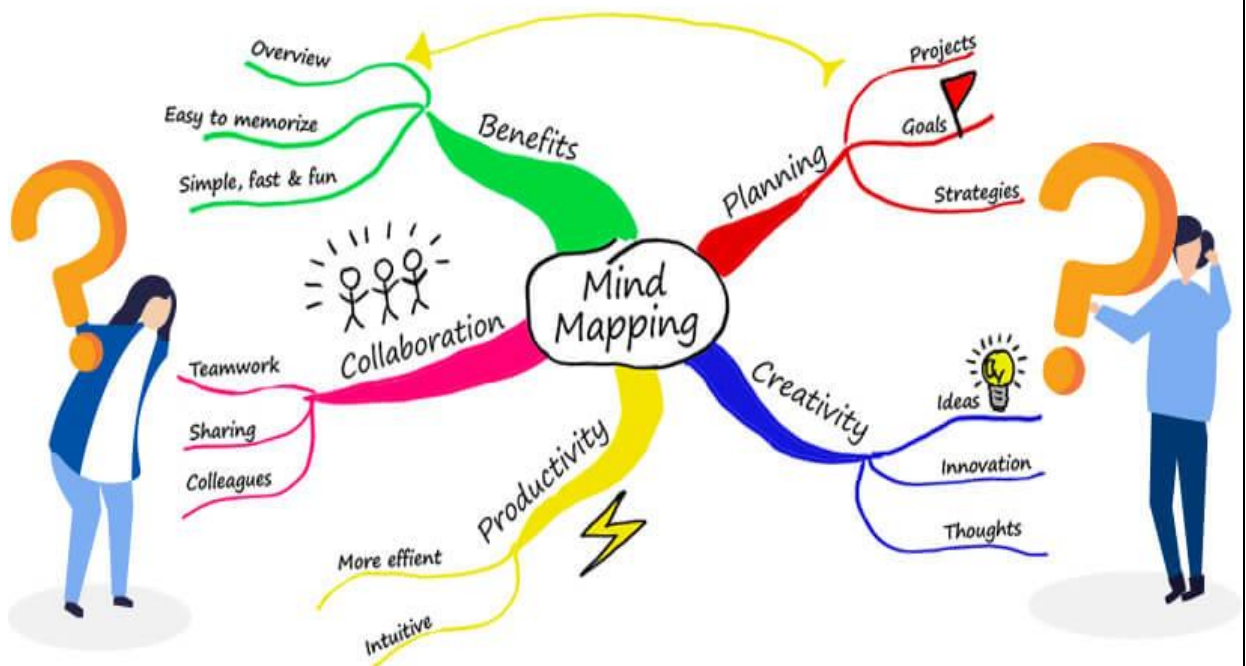 Mind
Mapping
Benefits
Overview
Easy to memorize
Simple, fast & fun
Planning
Projects
Goals
Strategies
Collaboration
Teamwork
Sharing
Colleagues
Creativity
Ideas
Innovation
Thoughts
Productivity
More effient
Intuitive